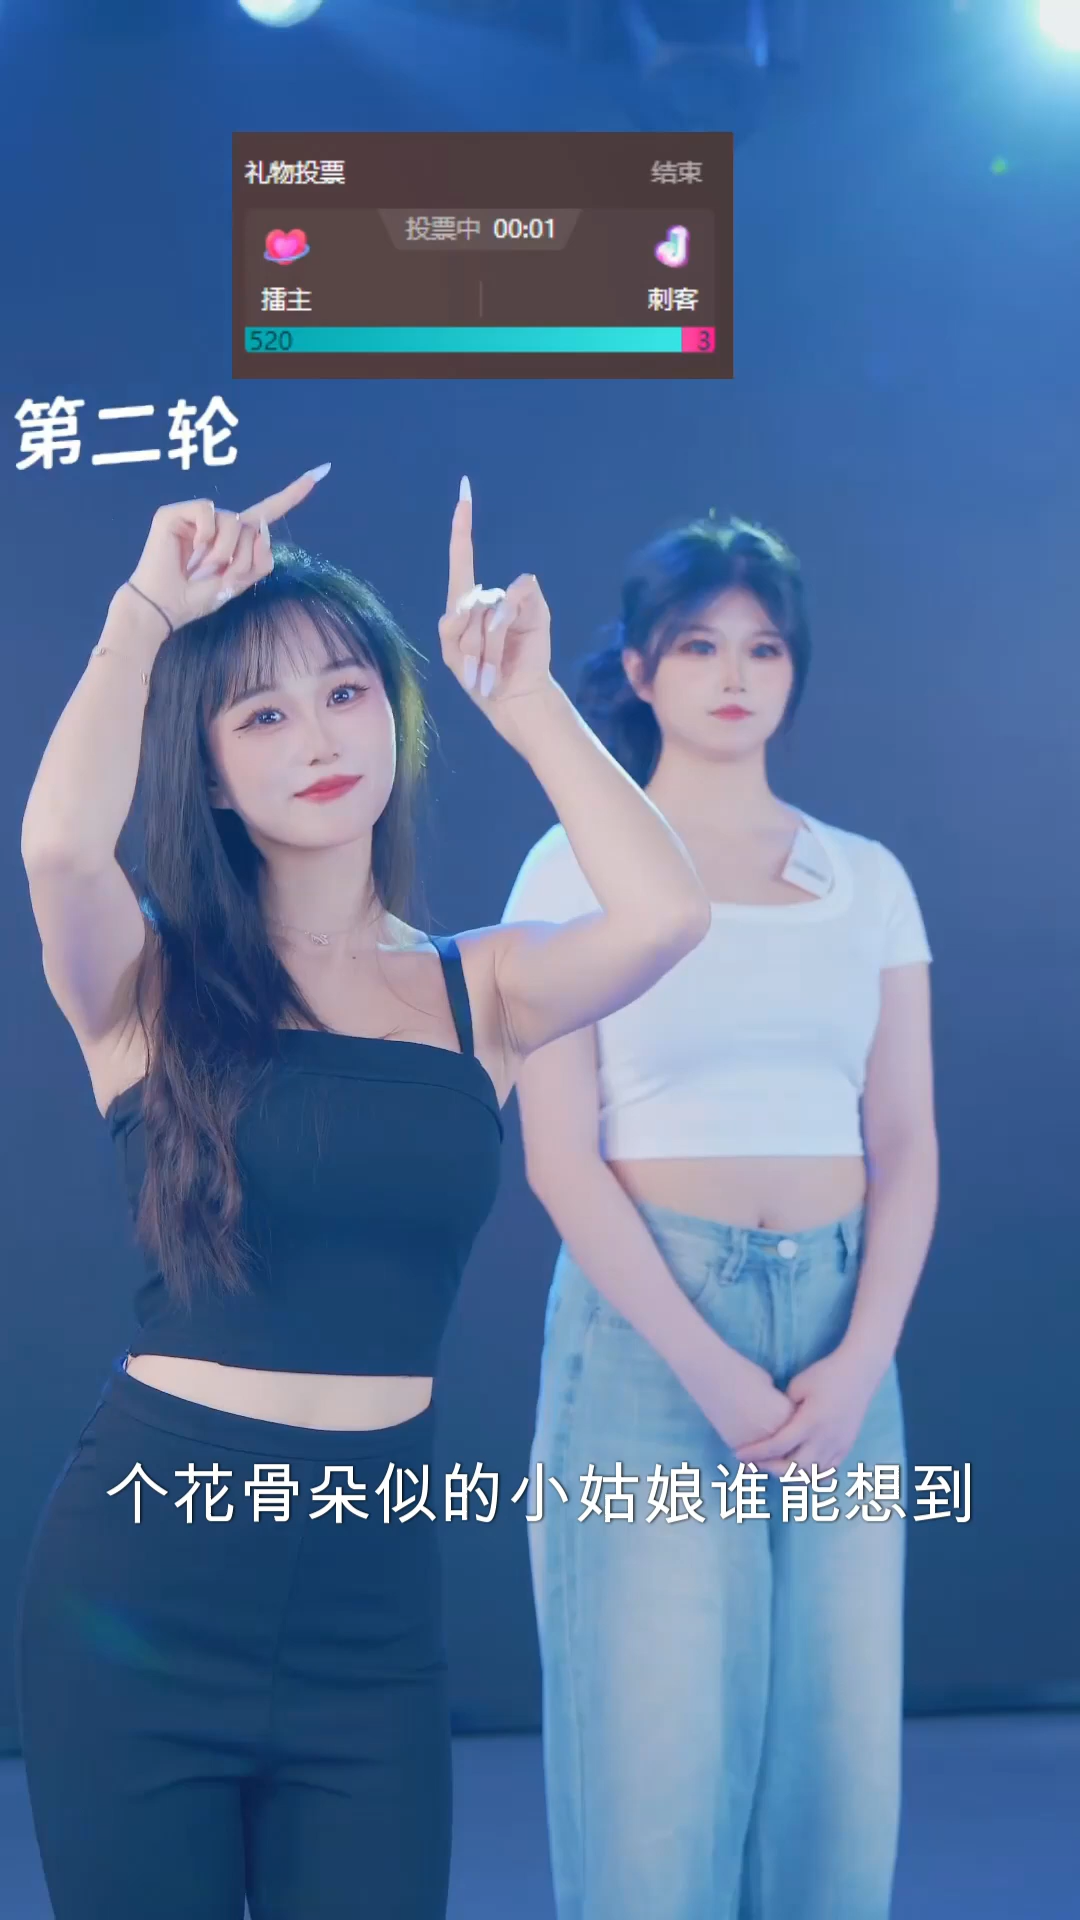 礼物投票 结束
投票中 00:01
擂主 刺客
520 3
第二轮
个花骨朵似的小姑娘谁能想到